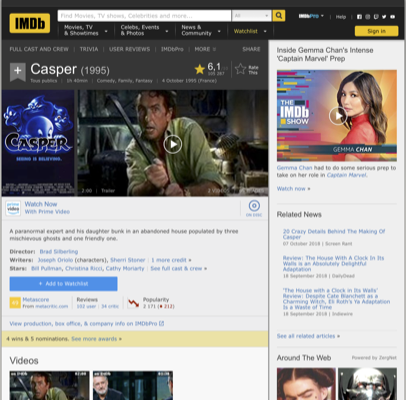 IMDb
Find Movies, TV shows, Celebrities and more...
All
IMDbPro
Help
Movies, TV
& Showtimes
Celebs, Events
& Photos
News &
Community
Watchlist
Sign in
FULL CAST AND CREW | TRIVIA | USER REVIEWS | IMDbPro | MORE
SHARE
Casper (1995)
6,1
Rate
This
Tous publics | 1h 40min | Comedy, Family, Fantasy | 4 October 1995 (France)
CASPER
SEEING IS BELIEVING.
2:00 | Trailer
Watch Now
With Prime Video
ON DISC
A paranormal expert and his daughter bunk in an abandoned house populated by three
mischievous ghosts and one friendly one.
Director: Brad Silberling
Writers: Joseph Oriolo (characters), Sherri Stoner | 1 more credit »
Stars: Bill Pullman, Christina Ricci, Cathy Moriarty | See full cast & crew »
+ Add to Watchlist
Metascore
From metacritic.com
Reviews
102 user | 34 critic
Popularity
2 171 (212)
View production, box office, & company info on IMDbPro
4 wins & 5 nominations. See more awards »
Videos
Inside Gemma Chan's Intense
'Captain Marvel' Prep
THE
IMDb
SHOW
GEMMA CHAN
Gemma Chan had to do some serious prep
to take on her role in Captain Marvel.
Watch now »
Related News
20 Crazy Details Behind The Making Of
Casper
07 October 2018 | Screen Rant
Review: The House With A Clock In Its
Walls is an Absolutely Delightful
Adaptation
18 September 2018 | DailyDead
'The House with a Clock in Its Walls'
Review: Despite Cate Blanchett as a
Charming Witch, Eli Roth's Ya Adaptation
Is a Waste of Time
18 September 2018 | Indiewire
See all related articles »
Around The Web
Powered by ZergNet